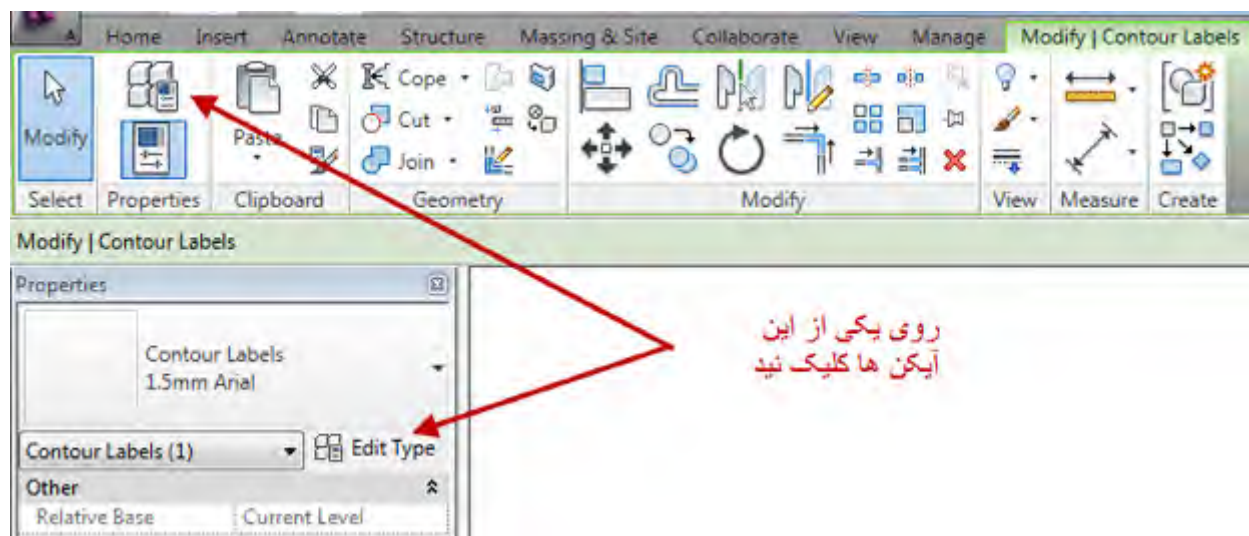 Home Insert Annotate Structure Massing & Site Collaborate View Manage Modify | Contour Labels
Modify
Paste
Cope
Cut
Join
Select Properties Clipboard Geometry Modify View Measure Create
Modify | Contour Labels
Properties
Contour Labels
1.5mm Arial
Contour Labels (1) Edit Type
Other
Relative Base Current Level
روی یکی از این
آیکن ها کلیک نید